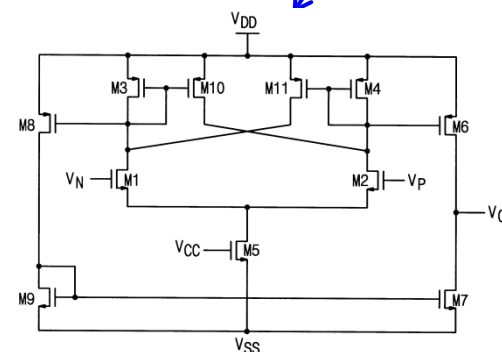 VDD
M3 M10 M11 M4
M8 M6
VN M1 M2 VP
VCC M5
M9 M7
VSS